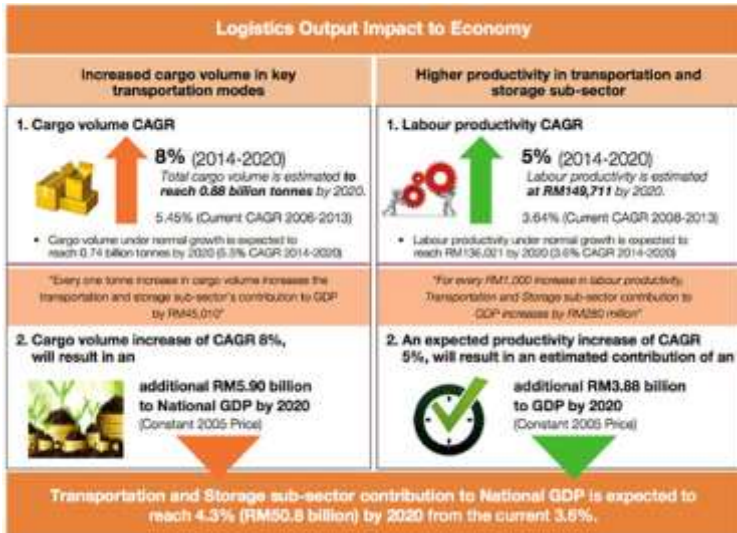 Logistics Output Impact to Economy
Increased cargo volume in key
transportation modes
1. Cargo volume CAGR
8% (2014-2020)
Total cargo volume is estimated to
reach 0.88 billion tonnes by 2020.
5.45% (Current CAGR 2006-2013)
• Cargo volume under normal growth is expected to
reach 0.74 billion tonnes by 2020 (5.5% CAGR 2014-2020)
"Every one tonne increase in cargo volume increases the
transportation and storage sub-sector's contribution to GDP
by RM45,010"
2. Cargo volume increase of CAGR 8%,
will result in an
additional RM5.90 billion
to National GDP by 2020
(Constant 2005 Price)
Higher productivity in transportation and
storage sub-sector
1. Labour productivity CAGR
5% (2014-2020)
Labour productivity is estimated
at RM149,711 by 2020.
3.64% (Current CAGR 2008-2013)
• Labour productivity under normal growth is expected to
reach RM136,021 by 2020 (3.6% CAGR 2014-2020)
"For every RM1,000 increase in labour productivity,
Transportation and Storage sub-sector contribution to
GDP increases by RM280 million"
2. An expected productivity increase of CAGR
5%, will result in an estimated contribution of an
additional RM3.88 billion
to GDP by 2020
(Constant 2005 Price)
Transportation and Storage sub-sector contribution to National GDP is expected to
reach 4.3% (RM50.8 billion) by 2020 from the current 3.6%.